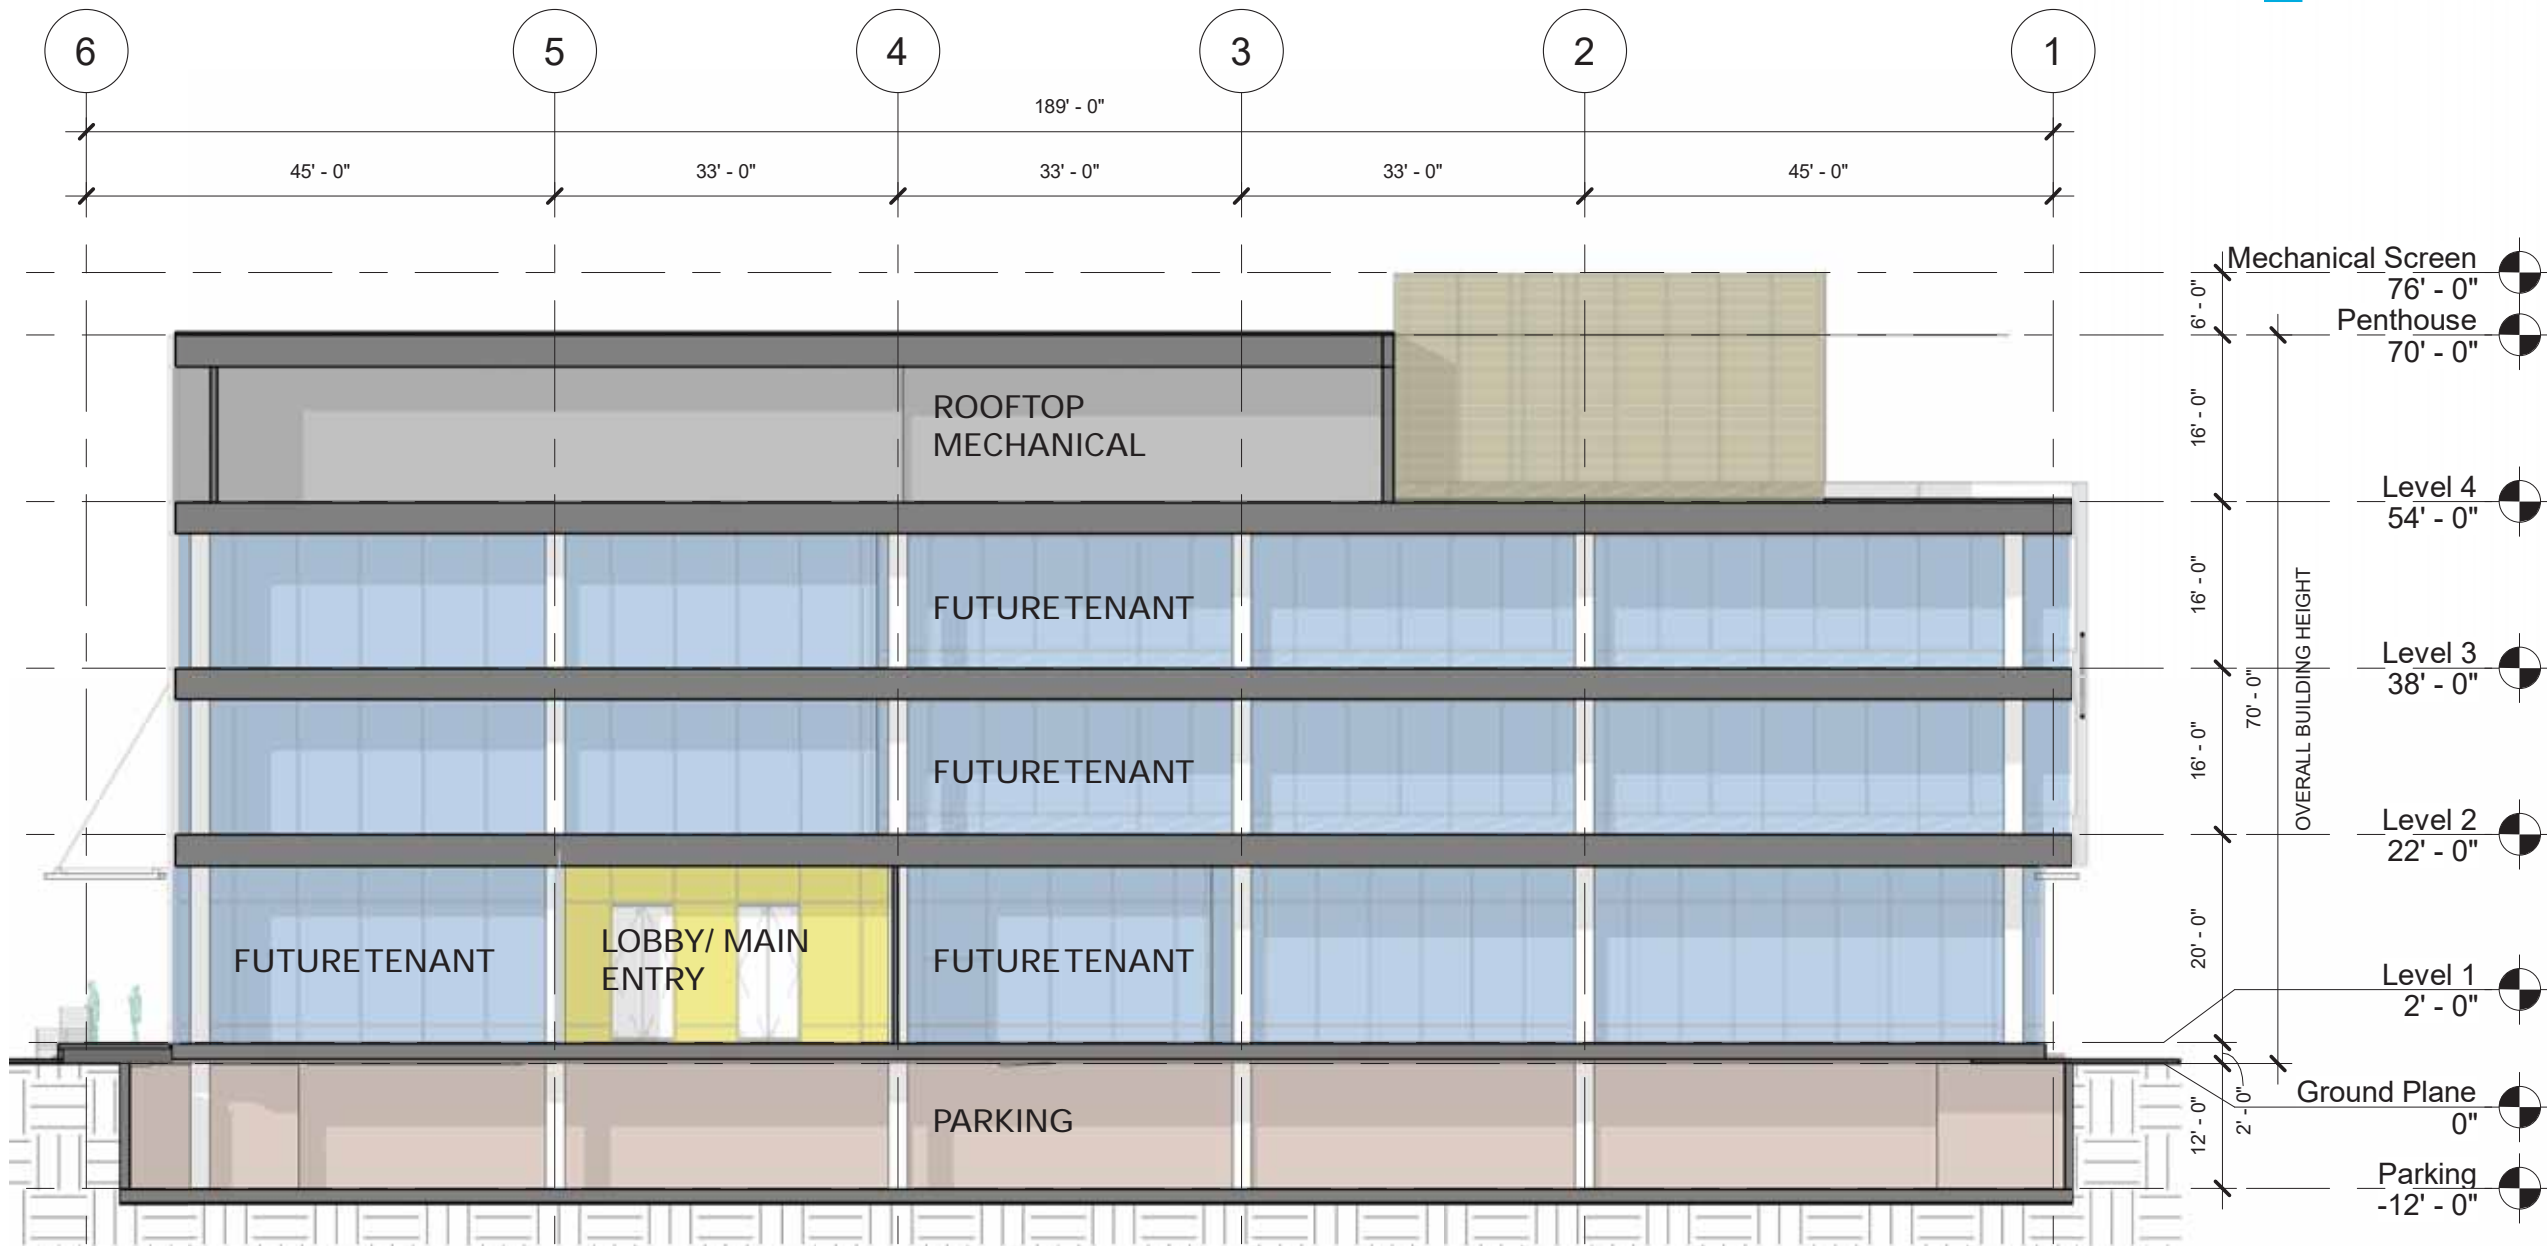 6 5 4 3 2 1
189' - 0"
45' - 0" 33' - 0" 33' - 0" 33' - 0" 45' - 0"
Mechanical Screen
76' - 0"
6' - 0"
Penthouse
70' - 0"
ROOFTOP
MECHANICAL
16' - 0"
Level 4
54' - 0"
FUTURE TENANT
16' - 0"
Level 3
38' - 0"
70' - 0"
OVERALL BUILDING HEIGHT
FUTURE TENANT
16' - 0"
Level 2
22' - 0"
FUTURE TENANT
LOBBY/ MAIN
ENTRY
FUTURE TENANT
20' - 0"
Level 1
2' - 0"
Ground Plane
0"
PARKING
12' - 0"
2' - 0"
Parking
-12' - 0"